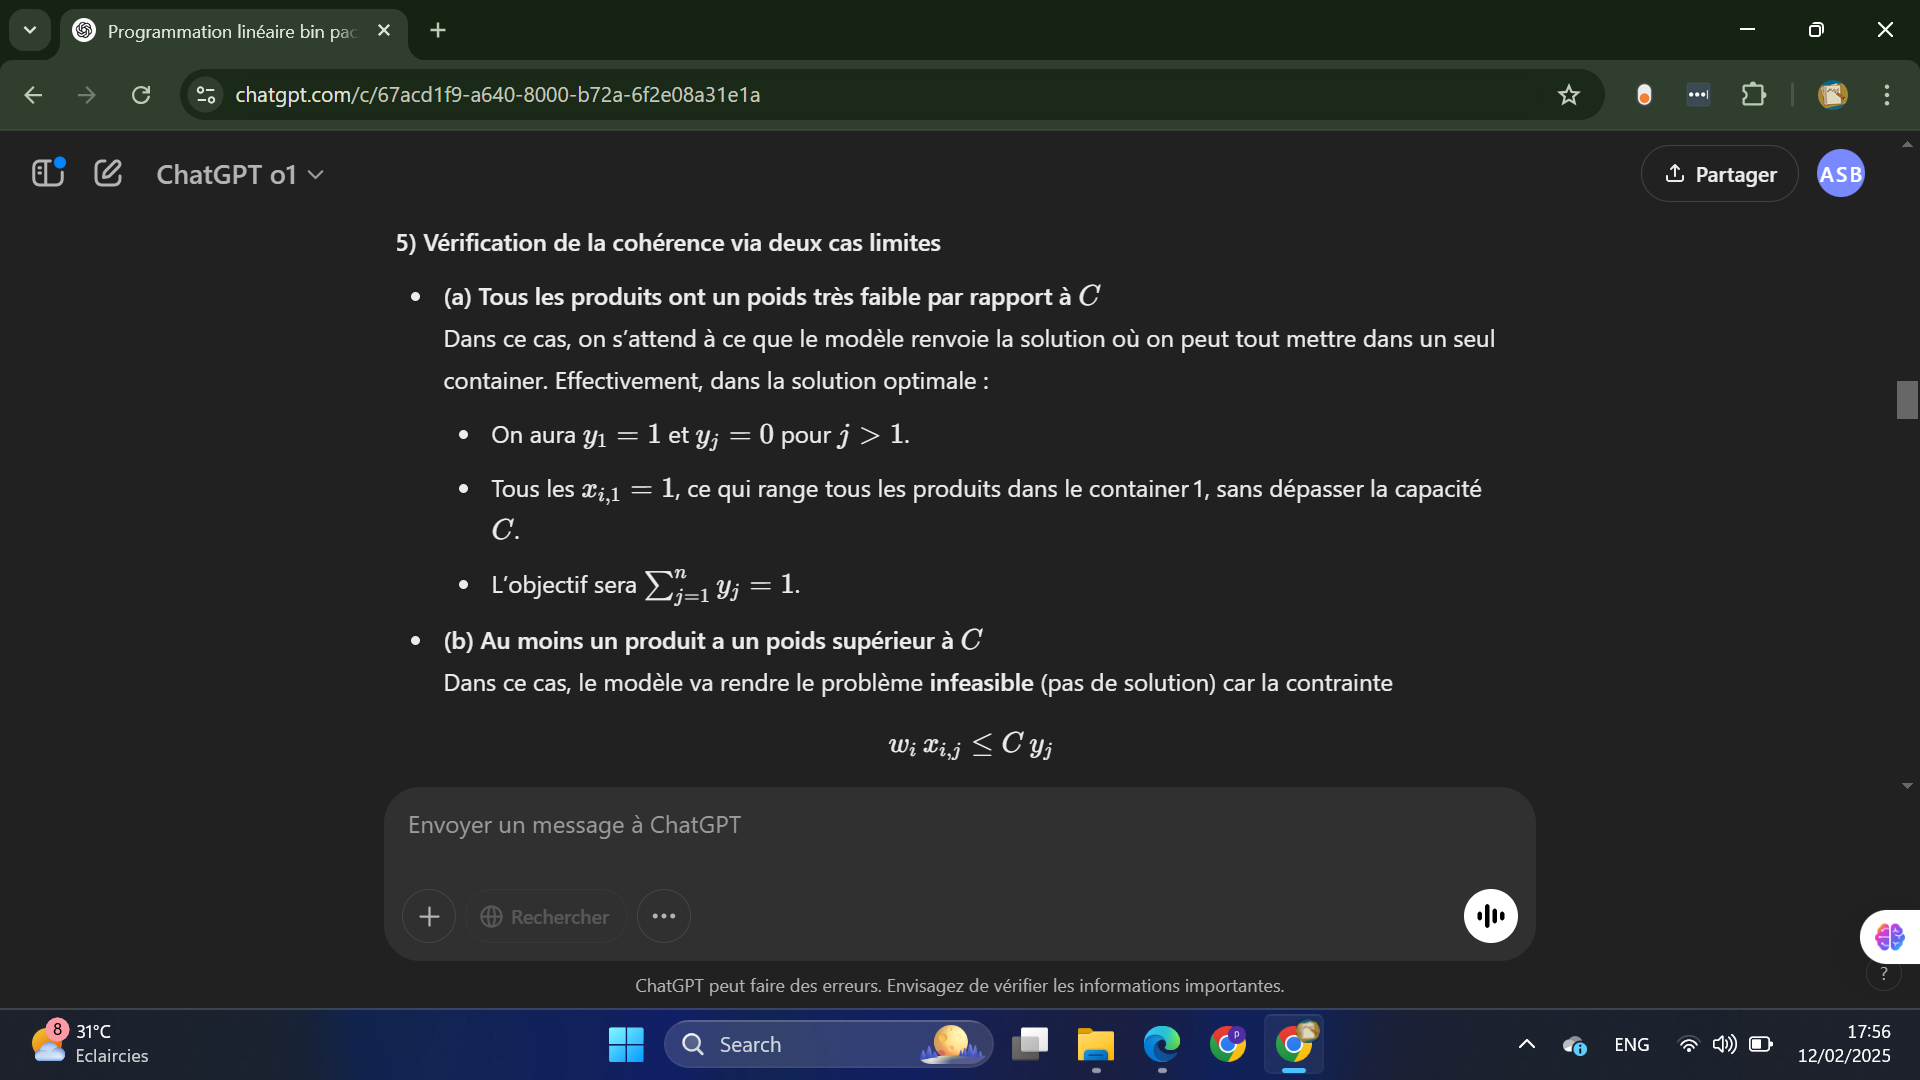 Programmation linéaire bin pac
chatgpt.com/c/67acd1f9-a640-8000-b72a-6f2e08a31e1a
ChatGPT o1
Partager
ASB
5) Vérification de la cohérence via deux cas limites
(a) Tous les produits ont un poids très faible par rapport à C
Dans ce cas, on s’attend à ce que le modèle renvoie la solution où on peut tout mettre dans un seul
container. Effectivement, dans la solution optimale :
On aura y₁ = 1 et yⱼ = 0 pour j > 1.
Tous les x_{i,1} = 1, ce qui range tous les produits dans le container 1, sans dépasser la capacité
C.
L’objectif sera ∑_{j=1}^{n} yⱼ = 1.
(b) Au moins un produit a un poids supérieur à C
Dans ce cas, le modèle va rendre le problème infeasible (pas de solution) car la contrainte
wᵢ x_{i,j} ≤ C yⱼ
Envoyer un message à ChatGPT
Rechercher
ChatGPT peut faire des erreurs. Envisagez de vérifier les informations importantes.
?
8
31°C
Eclaircies
Search
p
ENG
17:56
12/02/2025